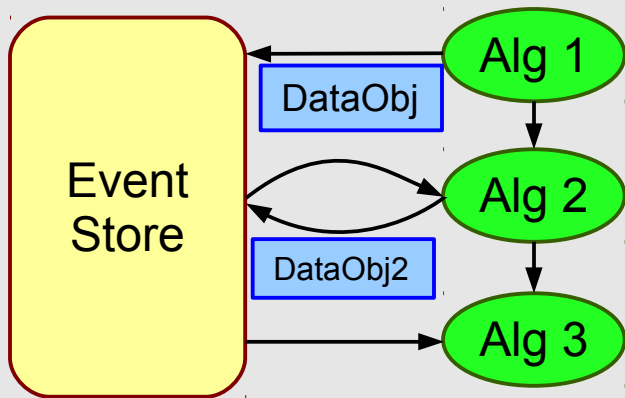 Alg 1
DataObj
Event
Store
Alg 2
DataObj2
Alg 3